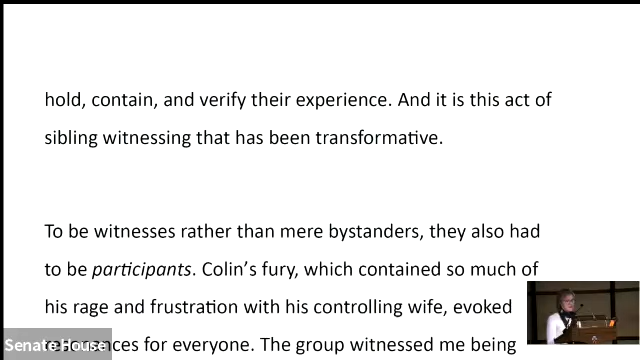 hold, contain, and verify their experience. And it is this act of
sibling witnessing that has been transformative.
To be witnesses rather than mere bystanders, they also had
to be participants. Colin's fury, which contained so much of
his rage and frustration with his controlling wife, evoked
for everyone. The group witnessed me being
Senate House